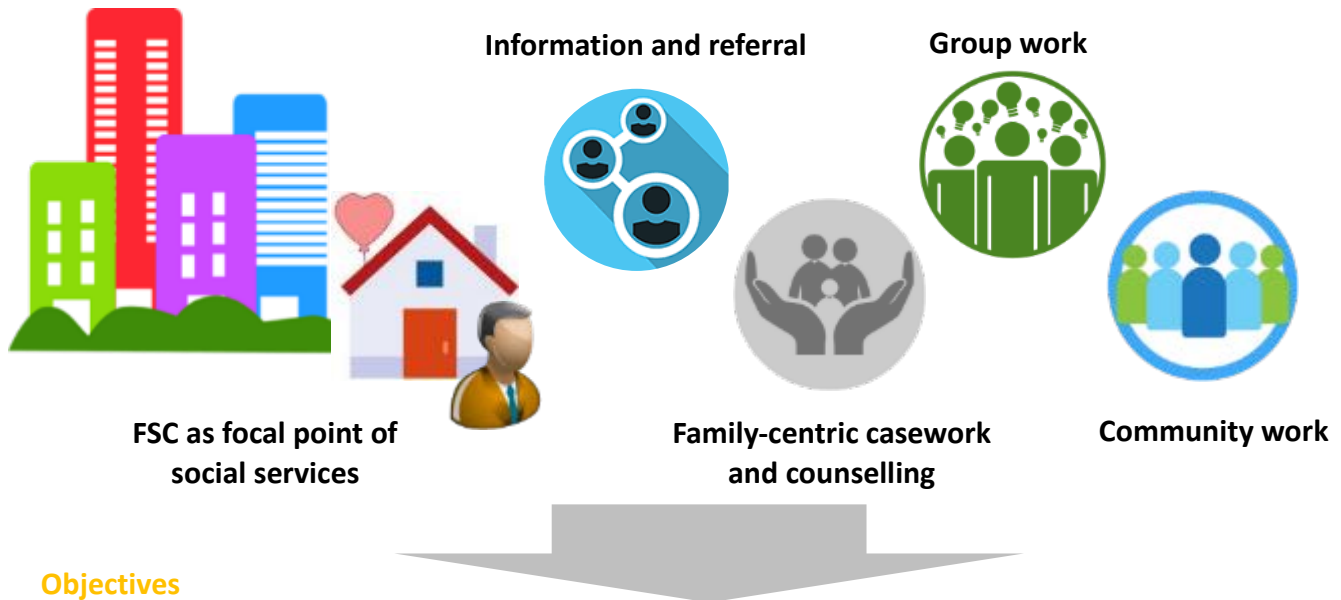 Information and referral
Group work
FSC as focal point of
social services
Family-centric casework
and counselling
Community work
Objectives